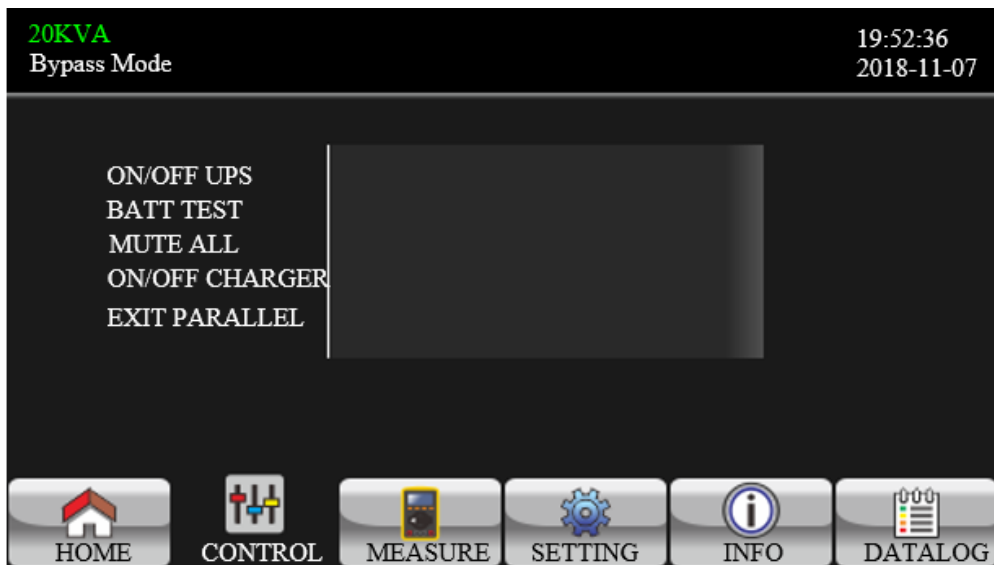 20KVA
Bypass Mode
19:52:36
2018-11-07
ON/OFF UPS
BATT TEST
MUTE ALL
ON/OFF CHARGER
EXIT PARALLEL
HOME
CONTROL
MEASURE
SETTING
INFO
DATALOG